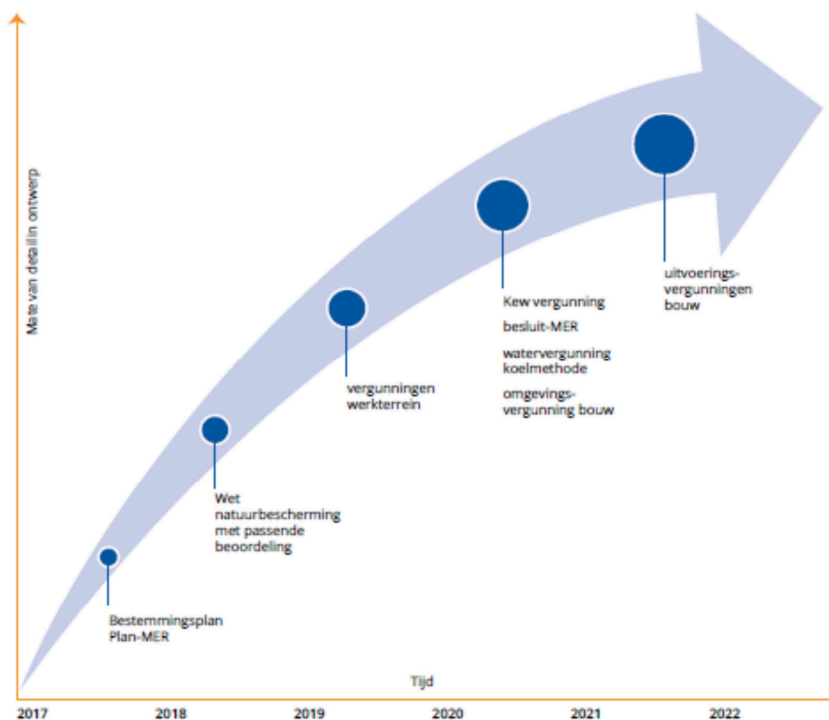 Mate van detail in ontwerp
uitvoerings-
vergunningen
bouw
Kew vergunning
besluit-MER
watervergunning
koelmethode
omgevings-
vergunning bouw
vergunningen
werkterrein
Wet
natuurbescherming
met passende
beoordeling
Bestemmingsplan
Plan-MER
Tijd
2017 2018 2019 2020 2021 2022